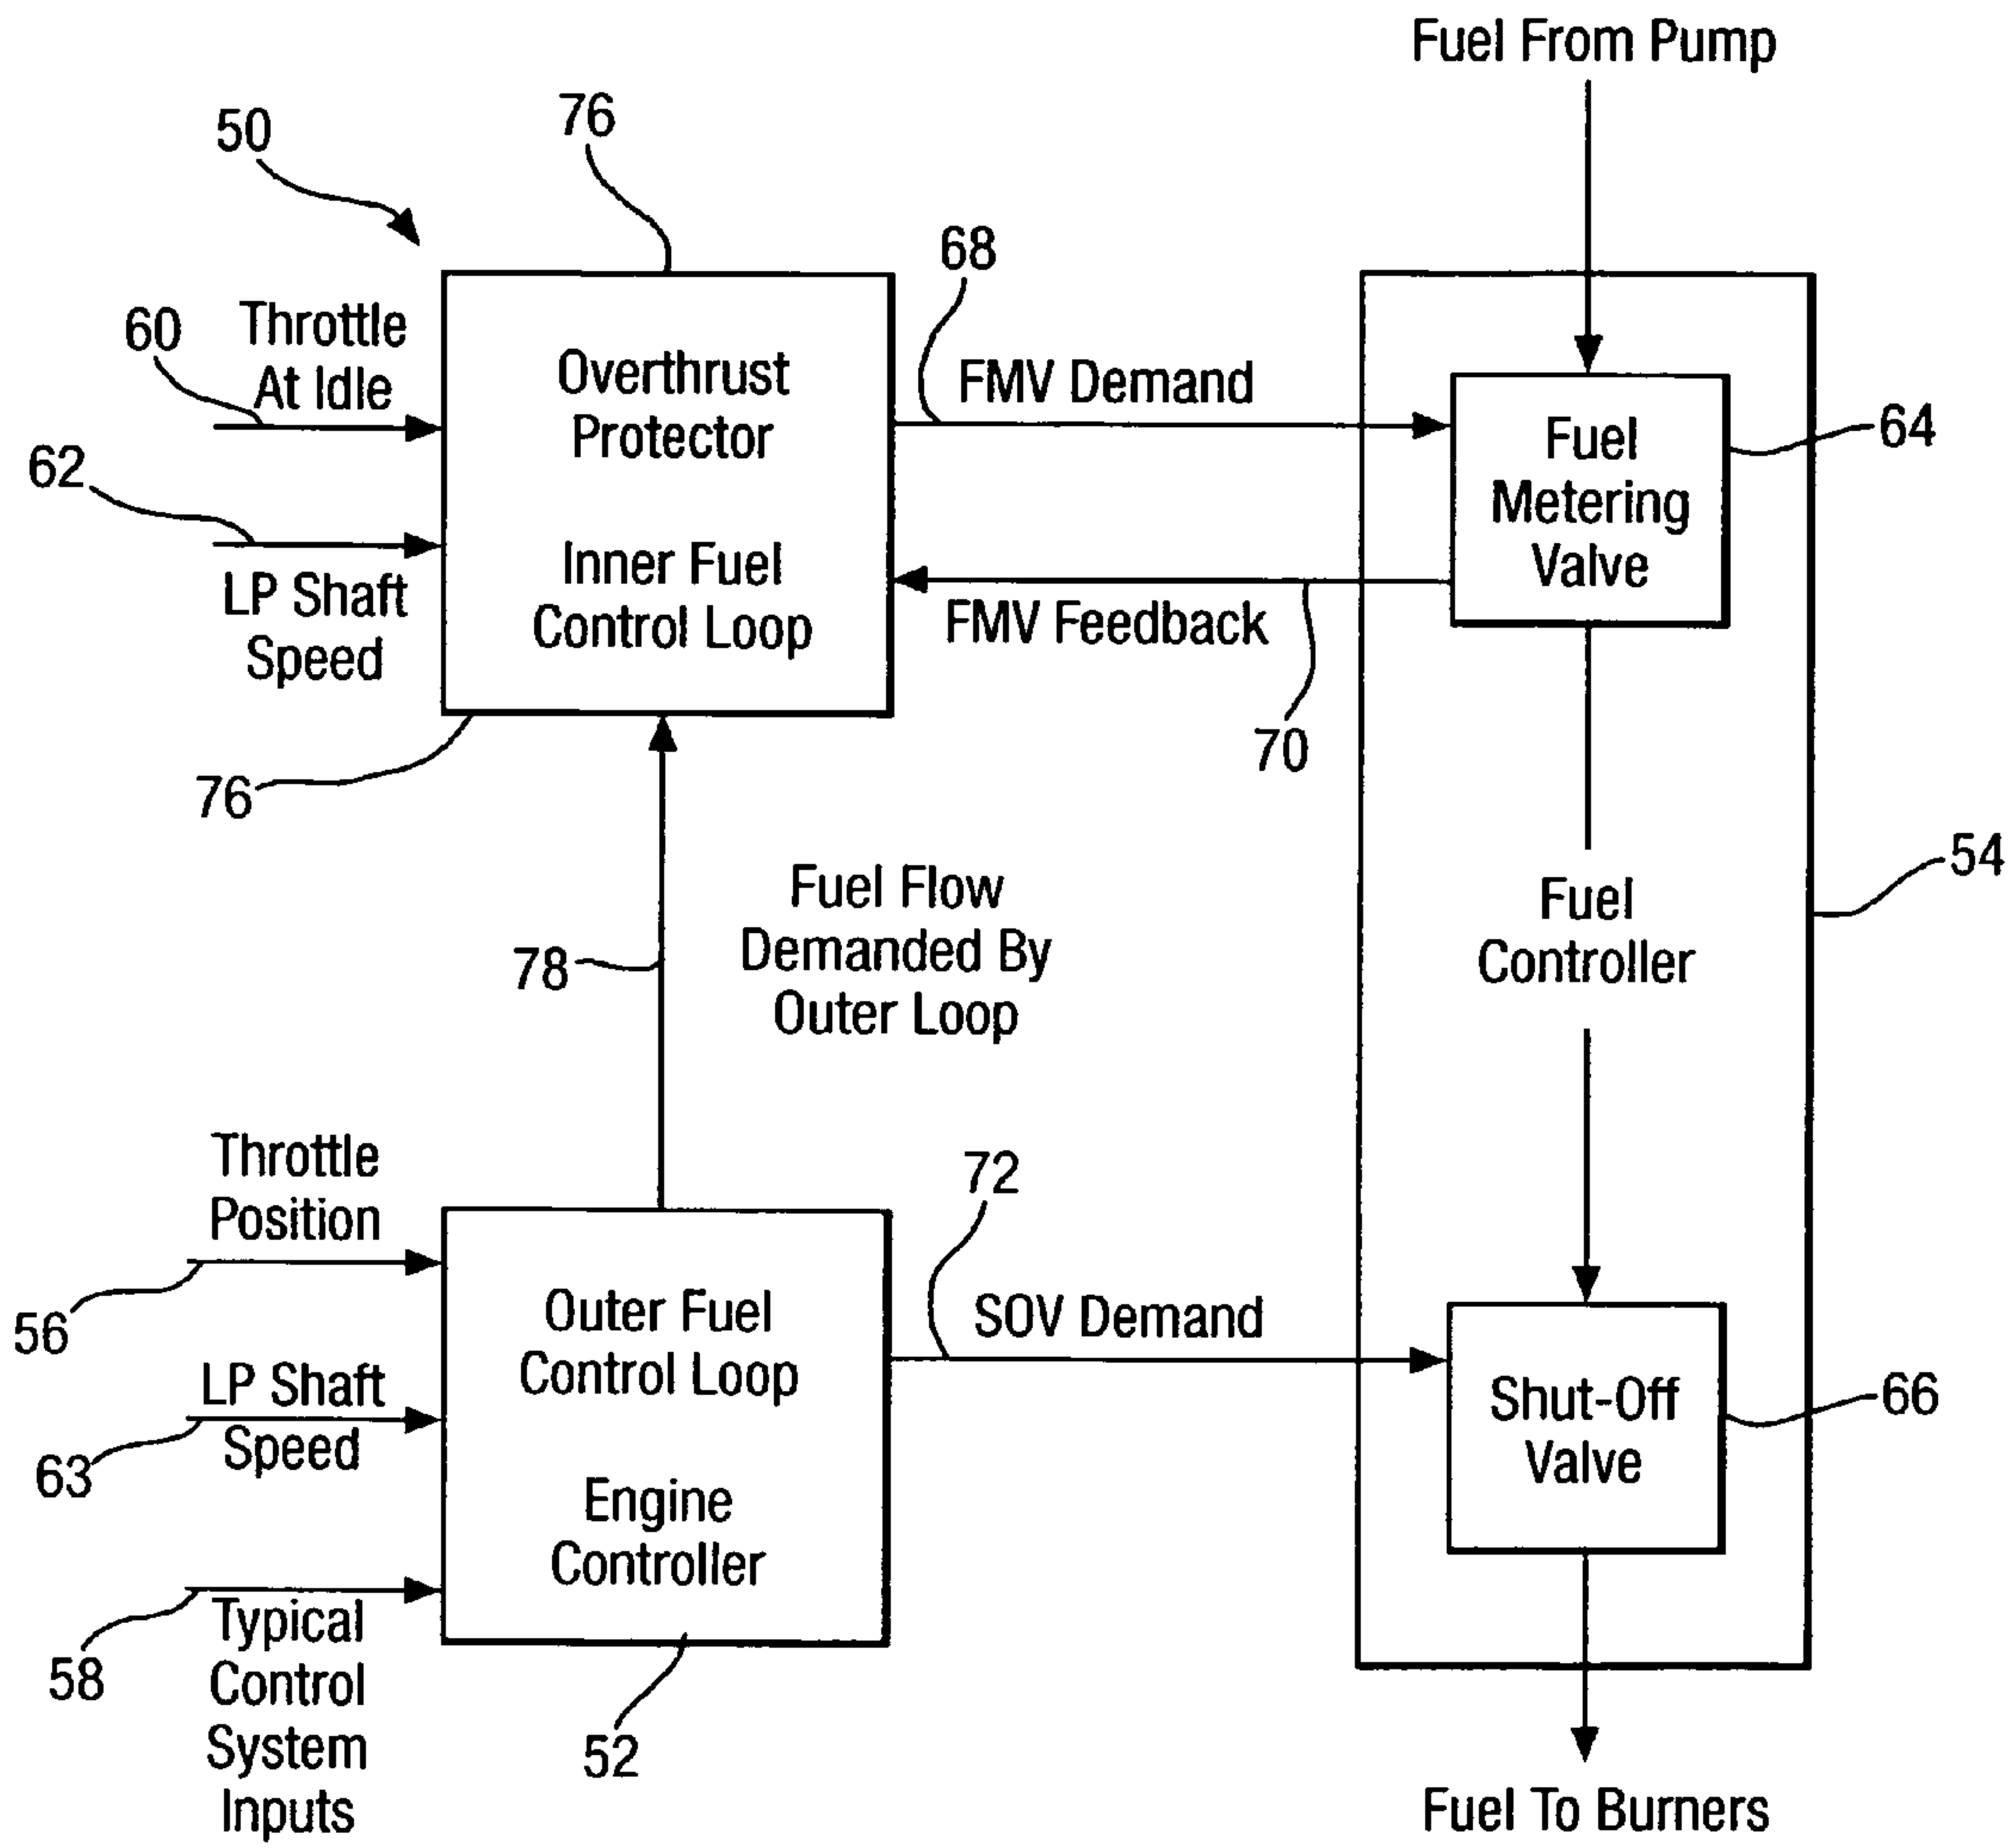 Fuel From Pump
50
76
68
60
Throttle
At Idle
62
LP Shaft
Speed
Overthrust
Protector
Inner Fuel
Control Loop
76
FMV Demand
FMV Feedback
70
Fuel
Metering
Valve
64
78
Fuel Flow
Demanded By
Outer Loop
Fuel
Controller
54
Throttle
Position
56
LP Shaft
Speed
63
58
Typical
Control
System
Inputs
Outer Fuel
Control Loop
Engine
Controller
52
72
SOV Demand
Shut-Off
Valve
66
Fuel To Burners